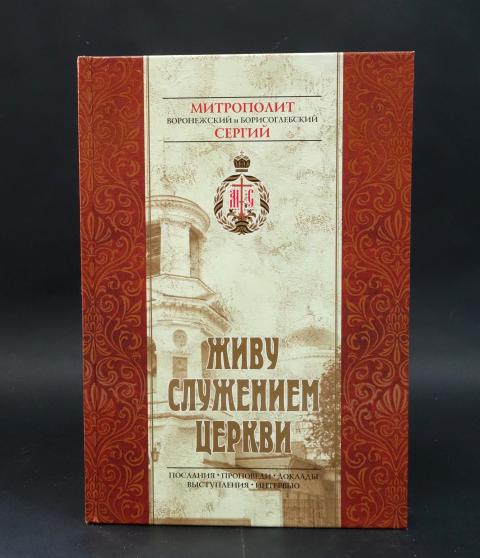 МИТРОПОЛИТ
ВОРОНЕЖСКИЙ и БОРИСОГЛЕБСКИЙ
СЕРГИЙ
М С
ЖИВУ
СЛУЖЕНИЕМ
ЦЕРКВИ
ПОСЛАНИЯ • ПРОПОВЕДИ • ДОКЛАДЫ
ВЫСТУПЛЕНИЯ • ИНТЕРВЬЮ